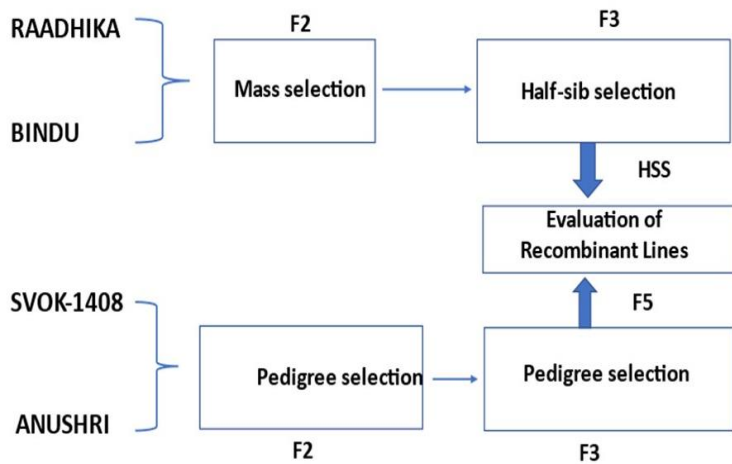 RAADHIKA
BINDU
F2
Mass selection
F3
Half-sib selection
HSS
Evaluation of
Recombinant Lines
F5
SVOK-1408
ANUSHRI
Pedigree selection
F2
Pedigree selection
F3